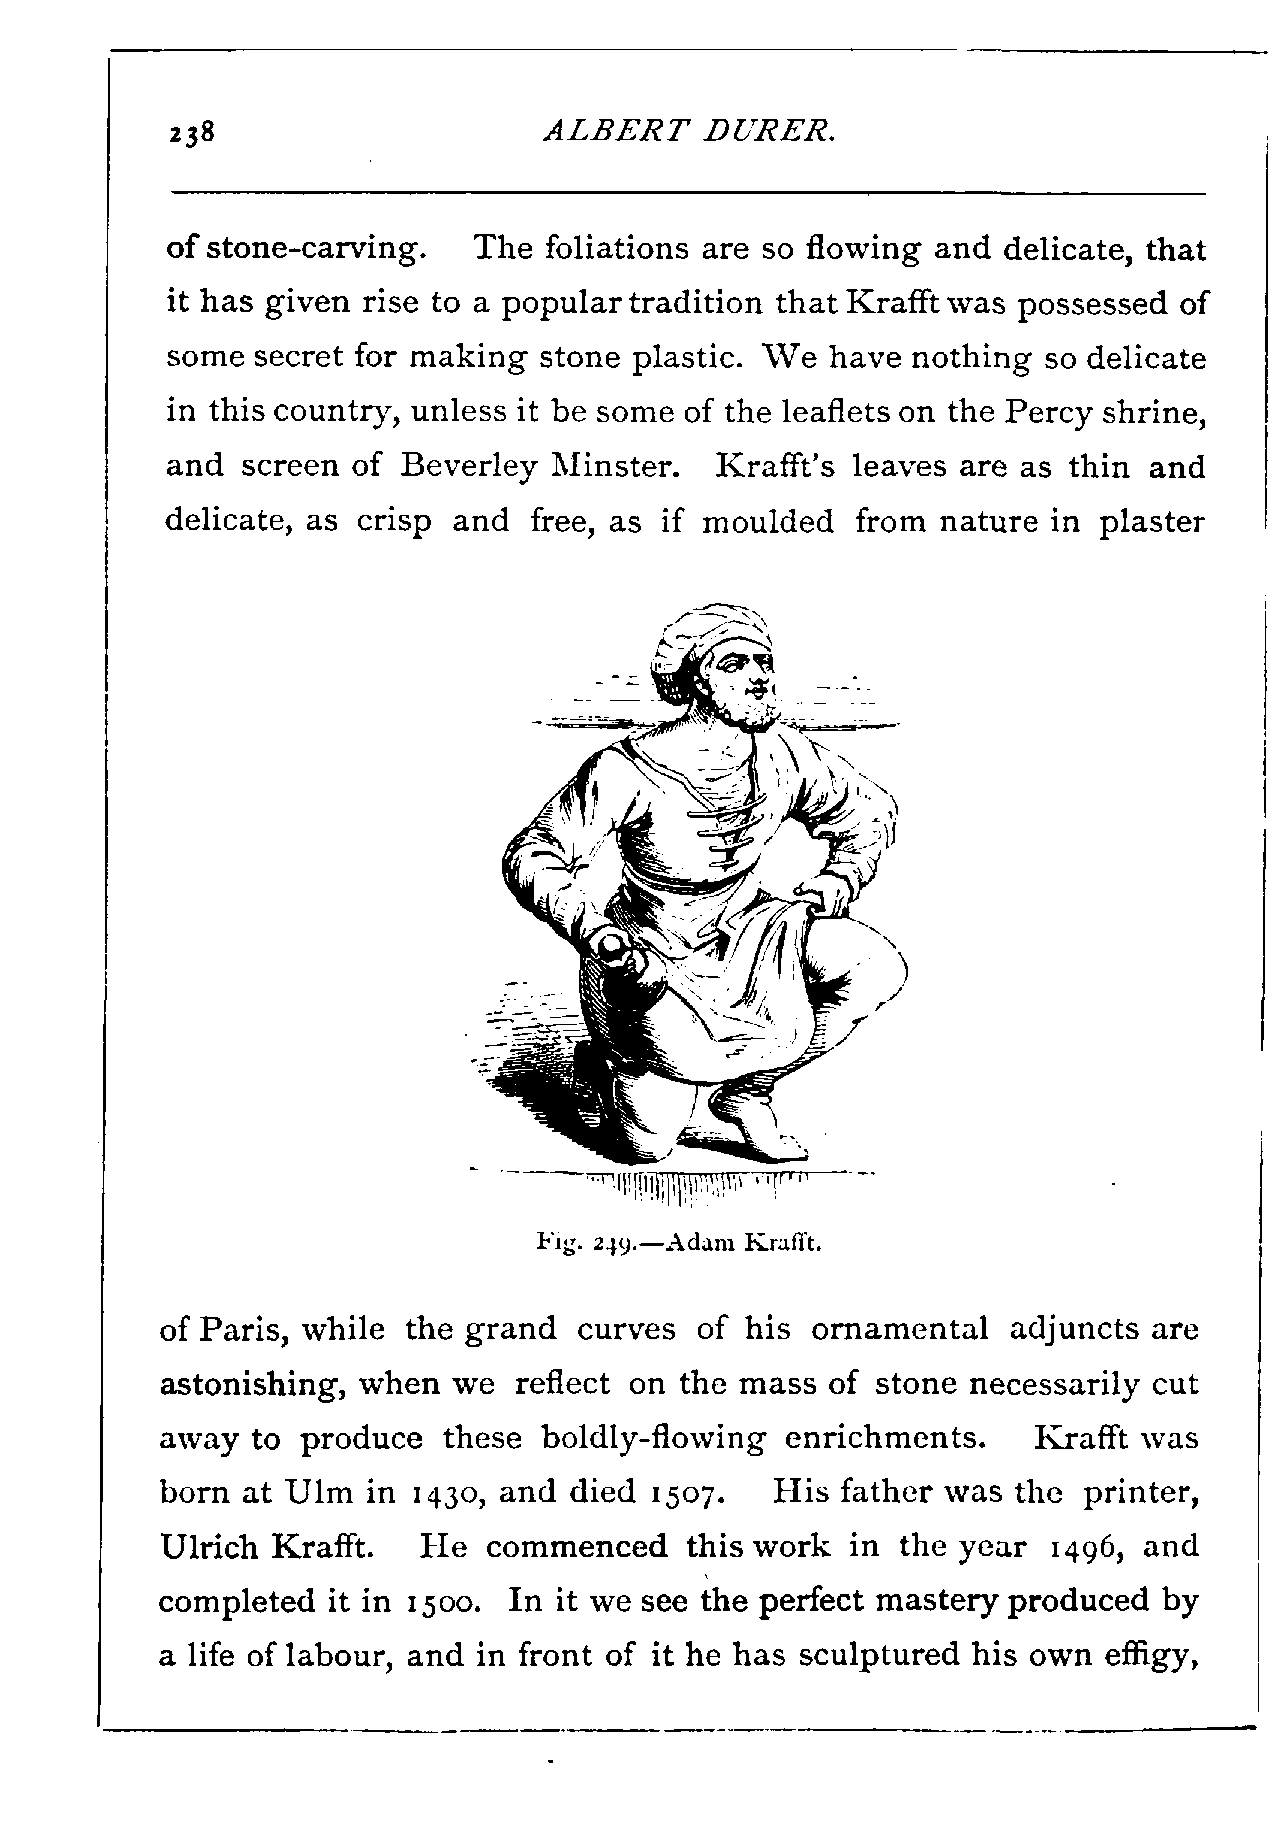 238 ALBERT DURER.
of stone-carving. The foliations are so flowing and delicate, that
it has given rise to a popular tradition that Krafft was possessed of
some secret for making stone plastic. We have nothing so delicate
in this country, unless it be some of the leaflets on the Percy shrine,
and screen of Beverley Minster. Krafft's leaves are as thin and
delicate, as crisp and free, as if moulded from nature in plaster
Fig. 249.—Adam Krafft.
of Paris, while the grand curves of his ornamental adjuncts are
astonishing, when we reflect on the mass of stone necessarily cut
away to produce these boldly-flowing enrichments. Krafft was
born at Ulm in 1430, and died 1507. His father was the printer,
Ulrich Krafft. He commenced this work in the year 1496, and
completed it in 1500. In it we see the perfect mastery produced by
a life of labour, and in front of it he has sculptured his own effigy,